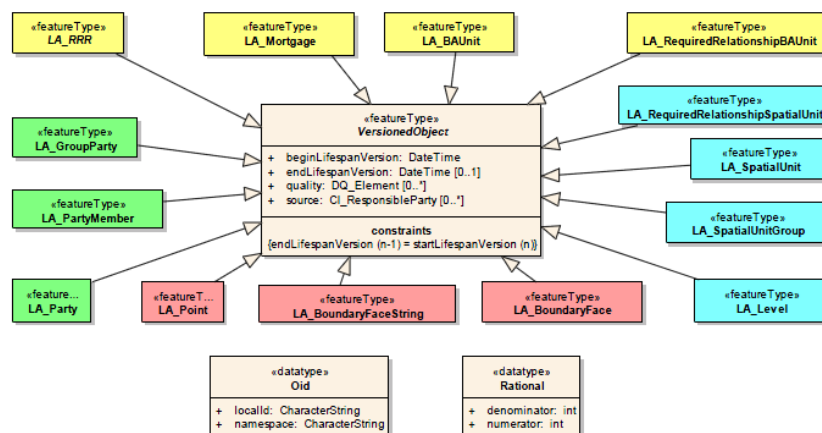 «featureType»
LA_RRR
«featureType»
LA_Mortgage
«featureType»
LA_BAUnit
«featureType»
LA_RequiredRelationshipBAUnit
«featureType»
VersionedObject
+ beginLifespanVersion: DateTime
+ endLifespanVersion: DateTime [0..1]
+ quality: DQ_Element [0..*]
+ source: CI_ResponsibleParty [0..*]
constraints
{endLifespanVersion (n-1) = startLifespanVersion (n)}
«featureType»
LA_GroupParty
«featureType»
LA_PartyMember
«feature...
LA_Party
«featureT...
LA_Point
«featureType»
LA_BoundaryFaceString
«featureType»
LA_BoundaryFace
«featureType»
LA_RequiredRelationshipSpatialUnit
«featureType»
LA_SpatialUnit
«featureType»
LA_SpatialUnitGroup
«featureType»
LA_Level
«datatype»
Oid
+ localId: CharacterString
+ namespace: CharacterString
«datatype»
Rational
+ denominator: int
+ numerator: int